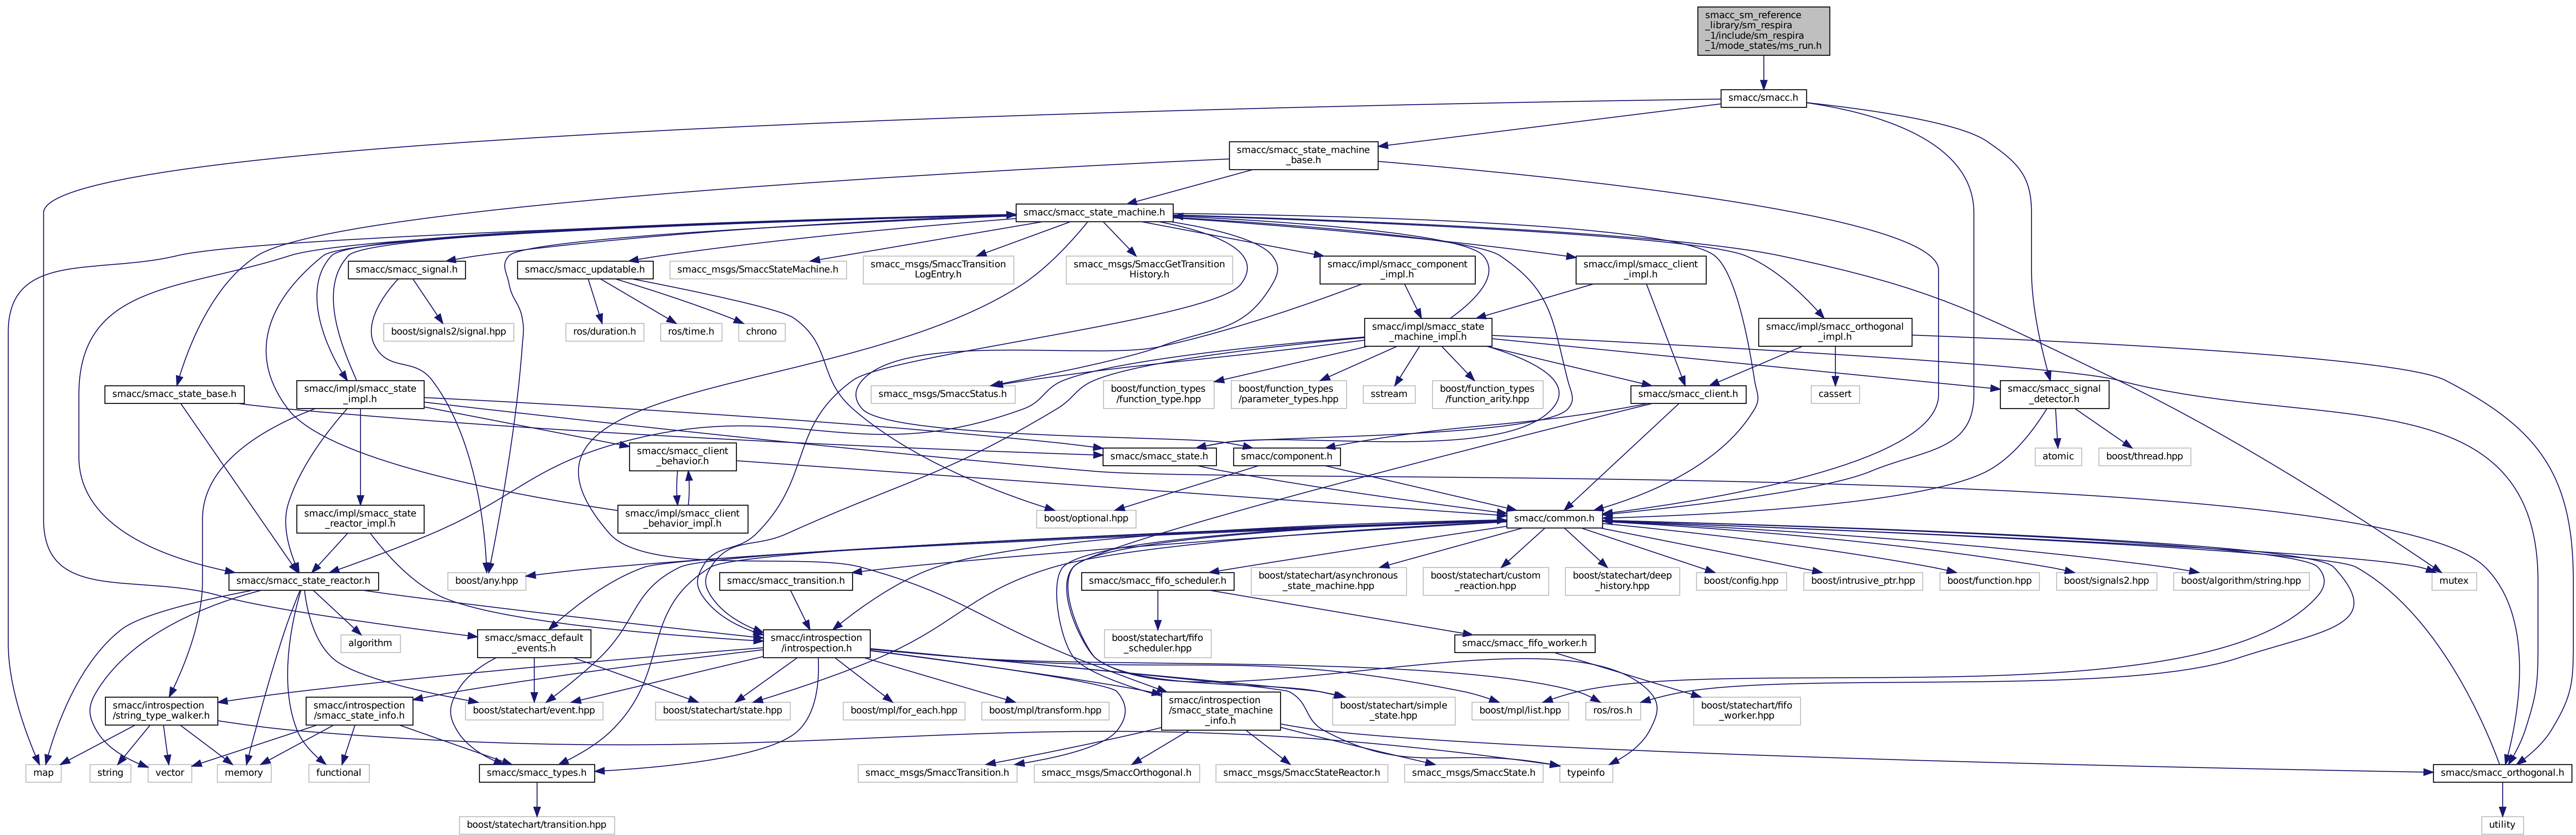 smacc_sm_reference
_library/sm_respira
_1/include/sm_respira
_1/mode_states/ms_run.h
smacc/smacc.h
smacc/smacc_state_machine
_base.h
smacc/smacc_state_machine.h
smacc/smacc_signal.h
smacc/smacc_updatable.h
smacc_msgs/SmaccStateMachine.h
smacc_msgs/SmaccTransition
LogEntry.h
smacc_msgs/SmaccGetTransition
History.h
smacc/impl/smacc_component
_impl.h
smacc/impl/smacc_client
_impl.h
boost/signals2/signal.hpp
ros/duration.h
ros/time.h
chrono
smacc/impl/smacc_state
_machine_impl.h
smacc/impl/smacc_orthogonal
_impl.h
smacc/smacc_state_base.h
smacc/impl/smacc_state
_impl.h
smacc_msgs/SmaccStatus.h
boost/function_types
/function_type.hpp
boost/function_types
/parameter_types.hpp
sstream
boost/function_types
/function_arity.hpp
smacc/smacc_client.h
cassert
smacc/smacc_signal
_detector.h
smacc/smacc_client
_behavior.h
smacc/smacc_state.h
smacc/component.h
atomic
boost/thread.hpp
smacc/impl/smacc_state
_reactor_impl.h
smacc/impl/smacc_client
_behavior_impl.h
boost/optional.hpp
smacc/common.h
smacc/smacc_state_reactor.h
boost/any.hpp
smacc/smacc_transition.h
smacc/smacc_fifo_scheduler.h
boost/statechart/asynchronous
_state_machine.hpp
boost/statechart/custom
_reaction.hpp
boost/statechart/deep
_history.hpp
boost/config.hpp
boost/intrusive_ptr.hpp
boost/function.hpp
boost/signals2.hpp
boost/algorithm/string.hpp
mutex
algorithm
smacc/smacc_default
_events.h
smacc/introspection
/introspection.h
boost/statechart/fifo
_scheduler.hpp
smacc/smacc_fifo_worker.h
smacc/introspection
/string_type_walker.h
smacc/introspection
/smacc_state_info.h
boost/statechart/event.hpp
boost/statechart/state.hpp
boost/mpl/for_each.hpp
boost/mpl/transform.hpp
smacc/introspection
/smacc_state_machine
_info.h
boost/statechart/simple
_state.hpp
boost/mpl/list.hpp
ros/ros.h
boost/statechart/fifo
_worker.hpp
map
string
vector
memory
functional
smacc/smacc_types.h
smacc_msgs/SmaccTransition.h
smacc_msgs/SmaccOrthogonal.h
smacc_msgs/SmaccStateReactor.h
smacc_msgs/SmaccState.h
typeinfo
smacc/smacc_orthogonal.h
boost/statechart/transition.hpp
utility